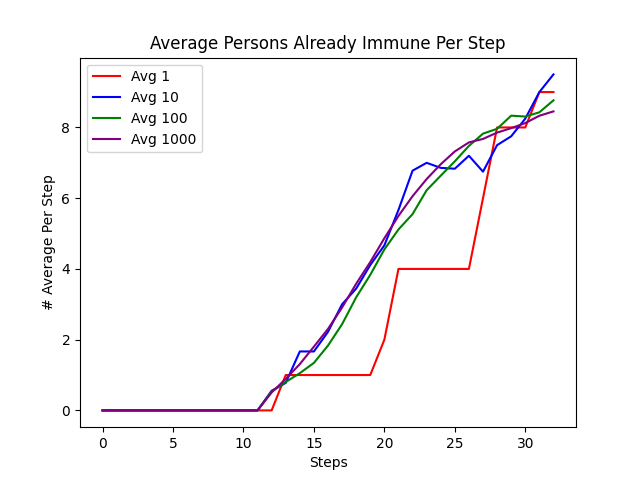 Average Persons Already Immune Per Step
Avg 1
Avg 10
Avg 100
Avg 1000
# Average Per Step
8
6
4
2
0
0 5 10 15 20 25 30
Steps